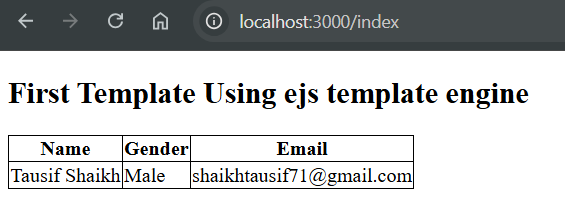 localhost:3000/index
First Template Using ejs template engine
Name Gender Email
Tausif Shaikh Male shaikhtausif71@gmail.com